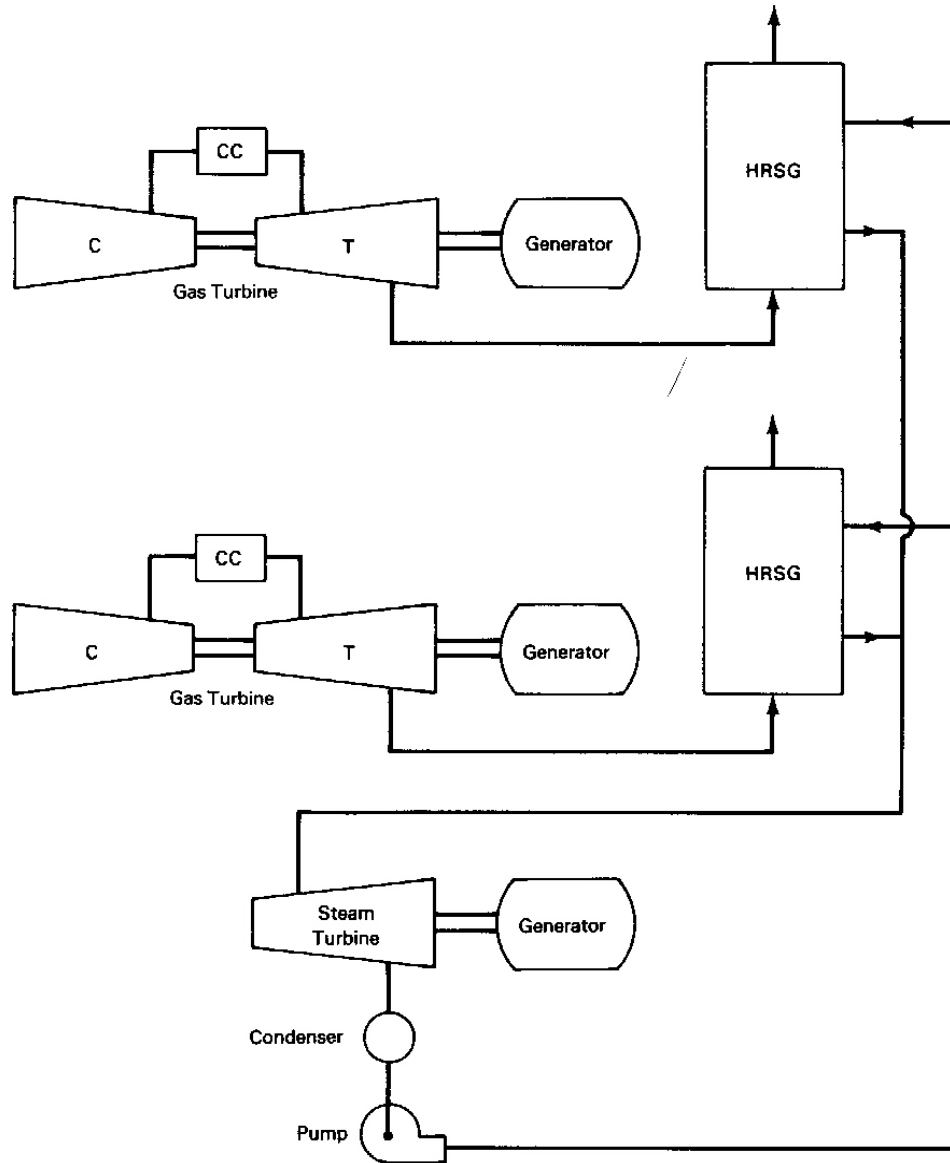 CC
HRSG
C
T
Generator
Gas Turbine
CC
HRSG
C
T
Generator
Gas Turbine
Steam
Turbine
Generator
Condenser
Pump